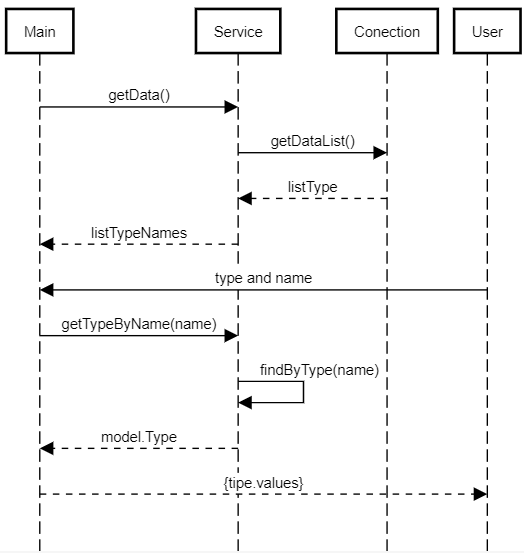 Main
Service
Conection
User
getData()
getDataList()
listType
listTypeNames
type and name
getTypeByName(name)
findByType(name)
model.Type
{tipe.values}